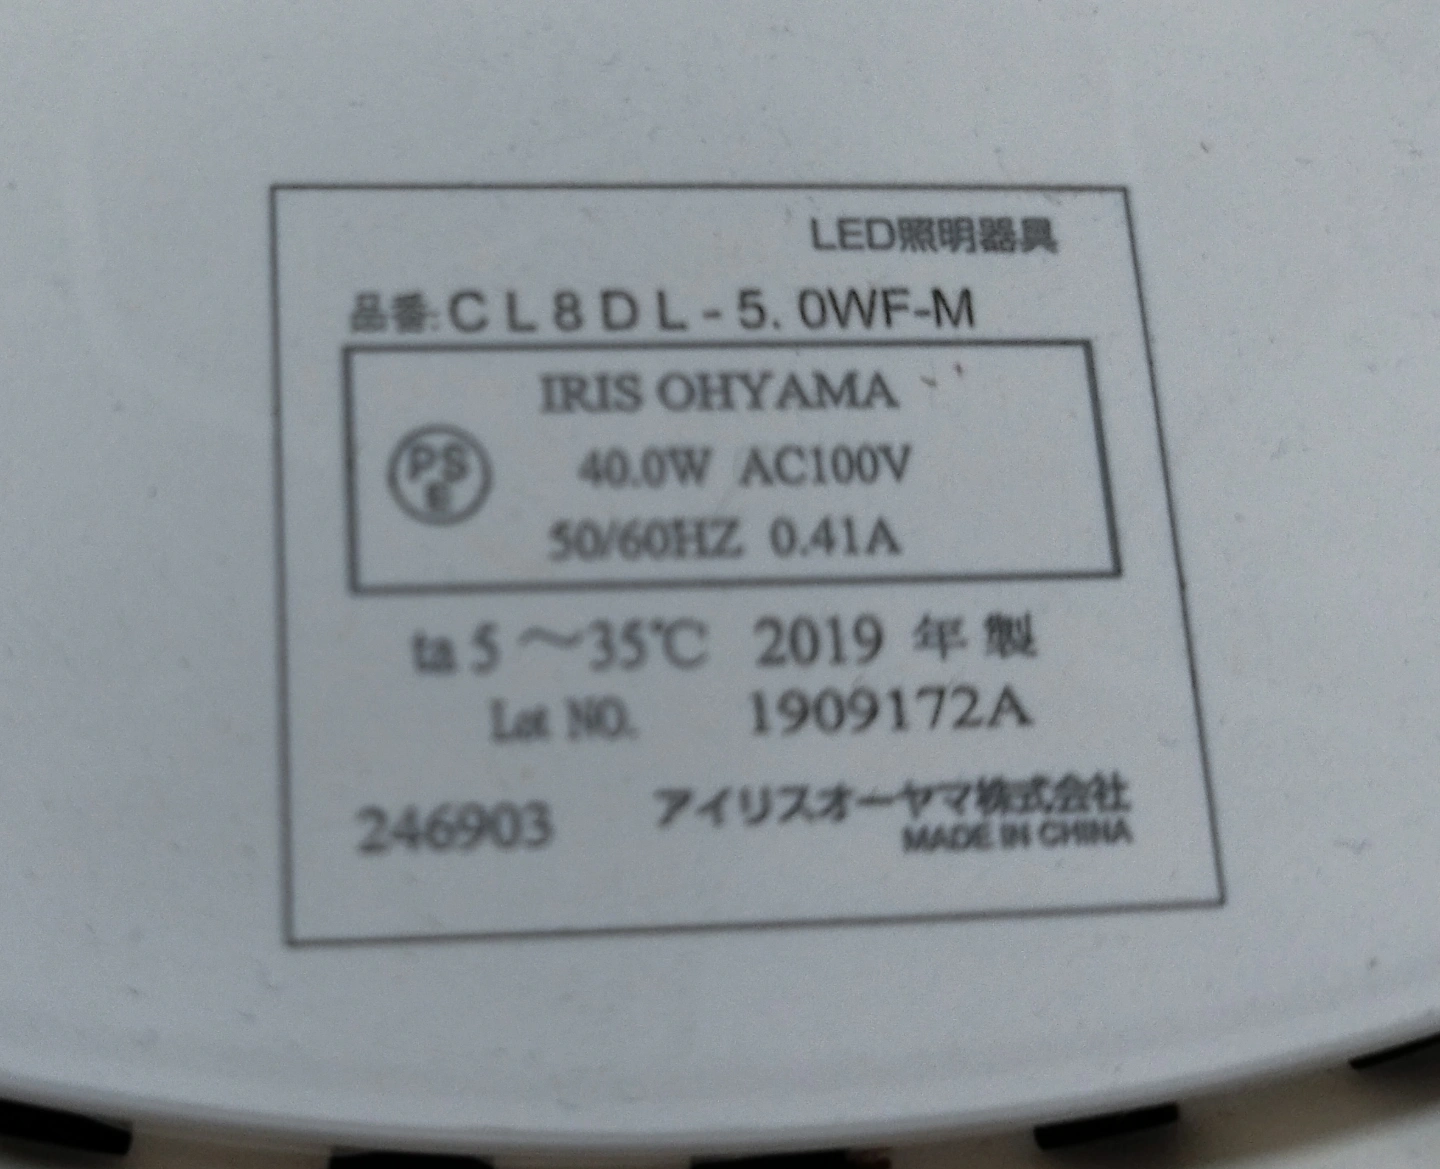 LED照明器具
品番:CL8DL-5.0WF-M
IRIS OHYAMA
PS
E
40.0W AC100V
50/60HZ 0.41A
ta 5 ～35℃ 2019 年 製
Lot NO. 1909172A
246903
アイリスオーヤマ株式会社
MADE IN CHINA